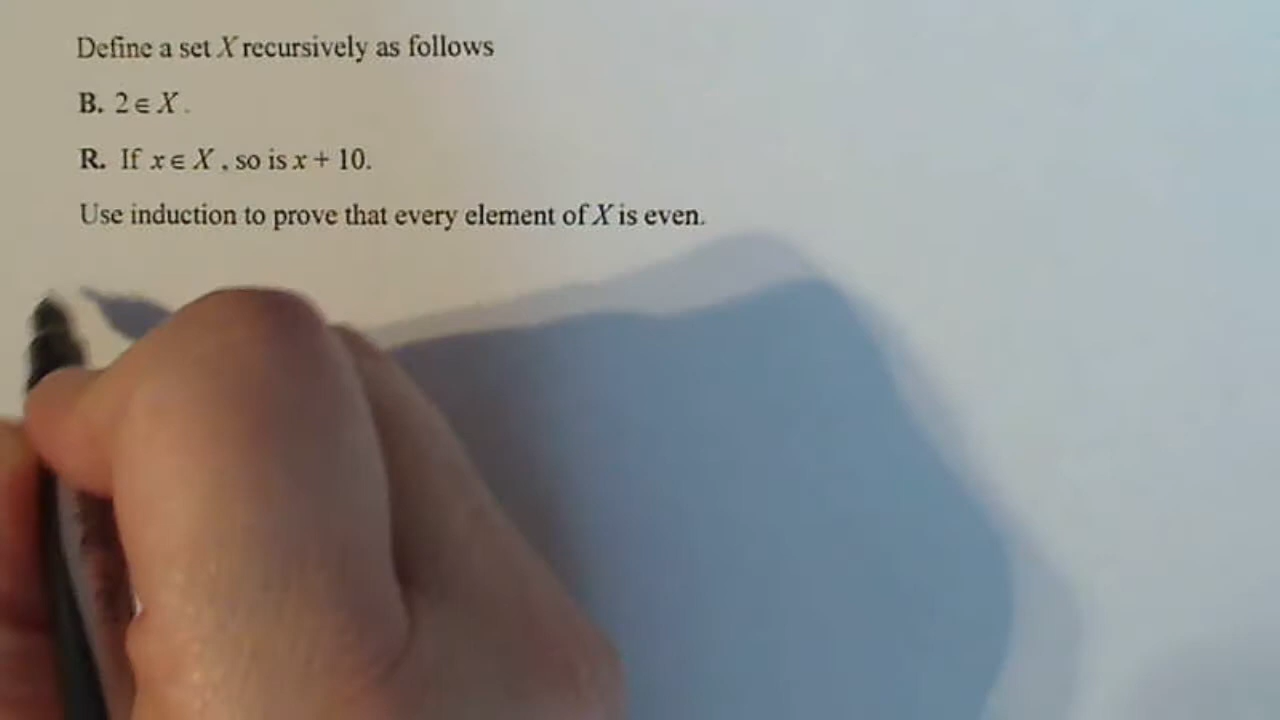 Define a set X recursively as follows
B. 2 ∈ X .
R. If x ∈ X , so is x + 10.
Use induction to prove that every element of X is even.